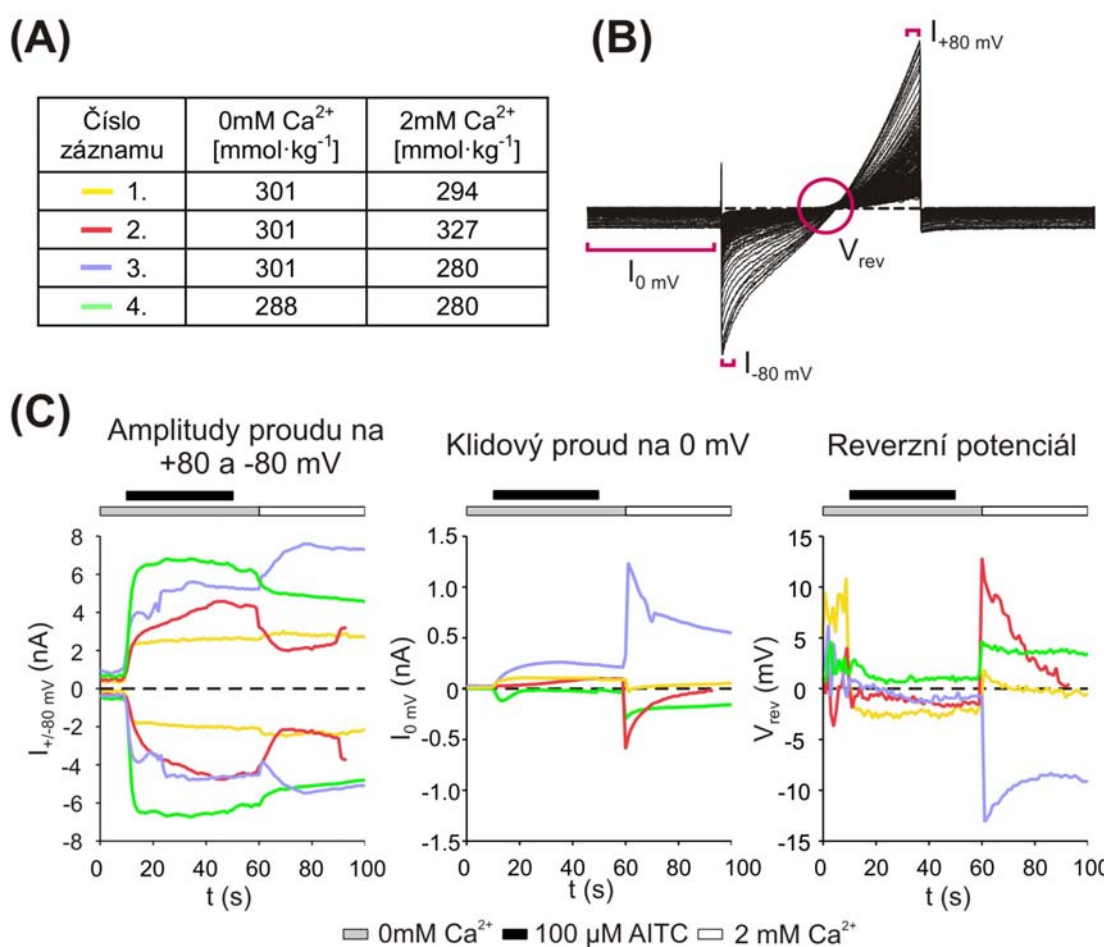 (A)
Číslo záznamu 0mM Ca²⁺ [mmol·kg⁻¹] 2mM Ca²⁺ [mmol·kg⁻¹]
1. 301 294
2. 301 327
3. 301 280
4. 288 280
(B)
I+80 mV
Vrev
I0 mV
I-80 mV
(C)
Amplitudy proudu na
+80 a -80 mV
Klidový proud na 0 mV
Reverzní potenciál
I+/-80 mV (nA)
8
6
4
2
0
-2
-4
-6
-8
0 20 40 60 80 100
t (s)
I0 mV (nA)
1.5
1.0
0.5
0.0
-0.5
-1.0
-1.5
0 20 40 60 80 100
t (s)
Vrev (mV)
15
10
5
0
-5
-10
-15
0 20 40 60 80 100
t (s)
0mM Ca²⁺ 100 µM AITC 2 mM Ca²⁺